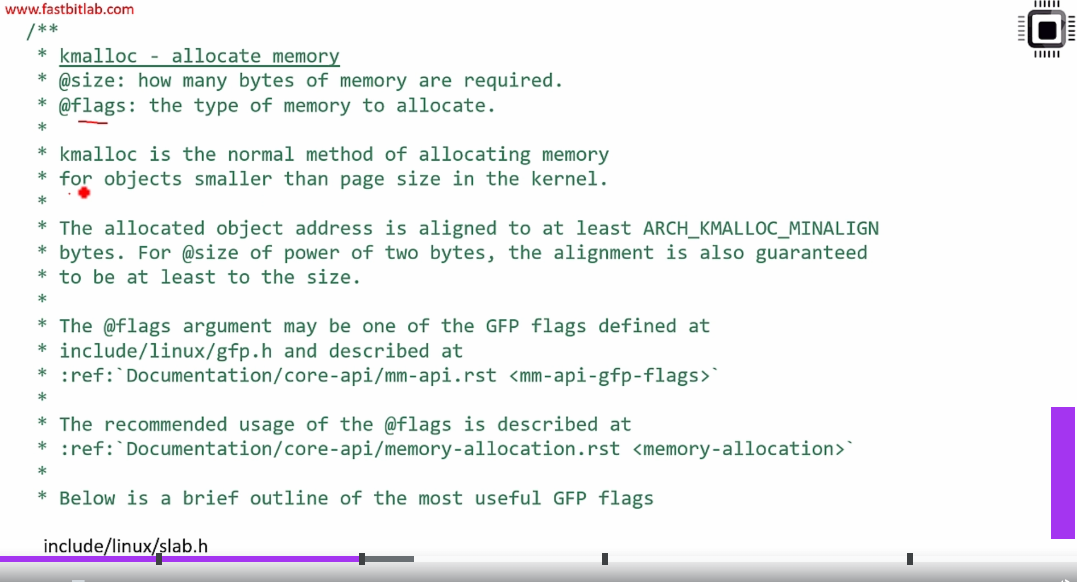 www.fastbitlab.com
/**
* kmalloc - allocate memory
* @size: how many bytes of memory are required.
* @flags: the type of memory to allocate.
*
* kmalloc is the normal method of allocating memory
* for objects smaller than page size in the kernel.
*
* The allocated object address is aligned to at least ARCH_KMALLOC_MINALIGN
* bytes. For @size of power of two bytes, the alignment is also guaranteed
* to be at least to the size.
*
* The @flags argument may be one of the GFP flags defined at
* include/linux/gfp.h and described at
* :ref:`Documentation/core-api/mm-api.rst <mm-api-gfp-flags>`
*
* The recommended usage of the @flags is described at
* :ref:`Documentation/core-api/memory-allocation.rst <memory-allocation>`
*
* Below is a brief outline of the most useful GFP flags
include/linux/slab.h